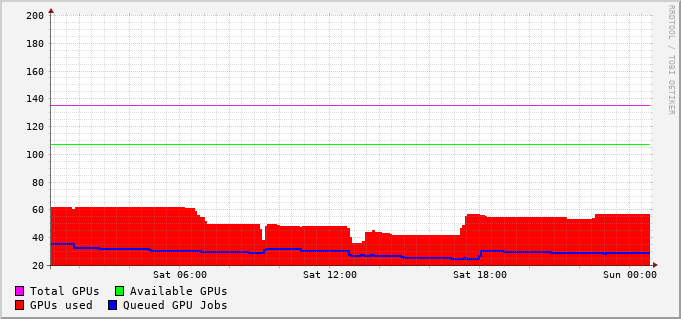 200
180
160
140
120
100
80
60
40
20
Sat 06:00 Sat 12:00 Sat 18:00 Sun 00:00
Total GPUs Available GPUs
GPUs used Queued GPU Jobs
RRDTOOL / TOBI OETIKER